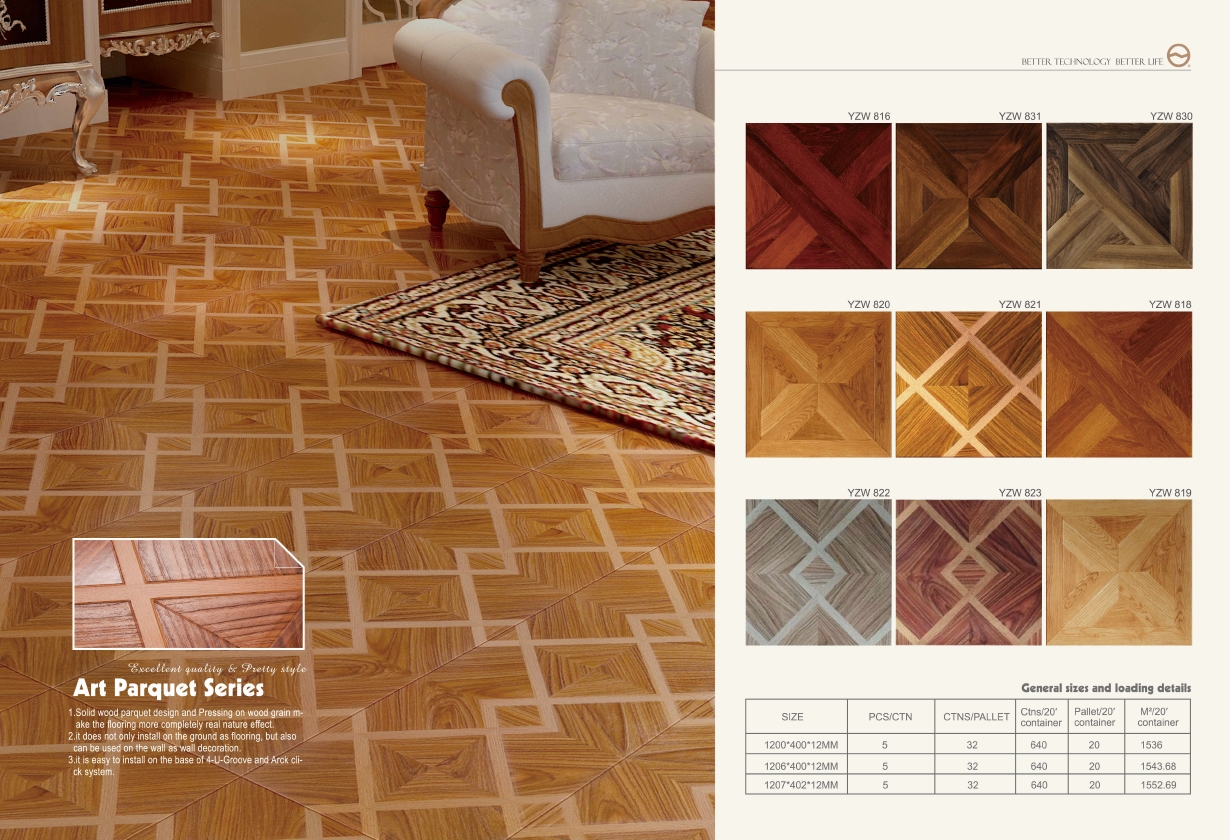 BETTER TECHNOLOGY BETTER LIFE
YZW 816 YZW 831 YZW 830
YZW 820 YZW 821 YZW 818
YZW 822 YZW 823 YZW 819
Excellent quality & Pretty style
Art Parquet Series
1.Solid wood parquet design and Pressing on wood grain m-
ake the flooring more completely real nature effect.
2.it does not only install on the ground as flooring, but also
can be used on the wall as wall decoration.
3.it is easy to install on the base of 4-U-Groove and Arck cli-
ck system.
General sizes and loading details
SIZE PCS/CTN CTNS/PALLET Ctns/20' container Pallet/20' container M²/20' container
1200*400*12MM 5 32 640 20 1536
1206*400*12MM 5 32 640 20 1543.68
1207*402*12MM 5 32 640 20 1552.69